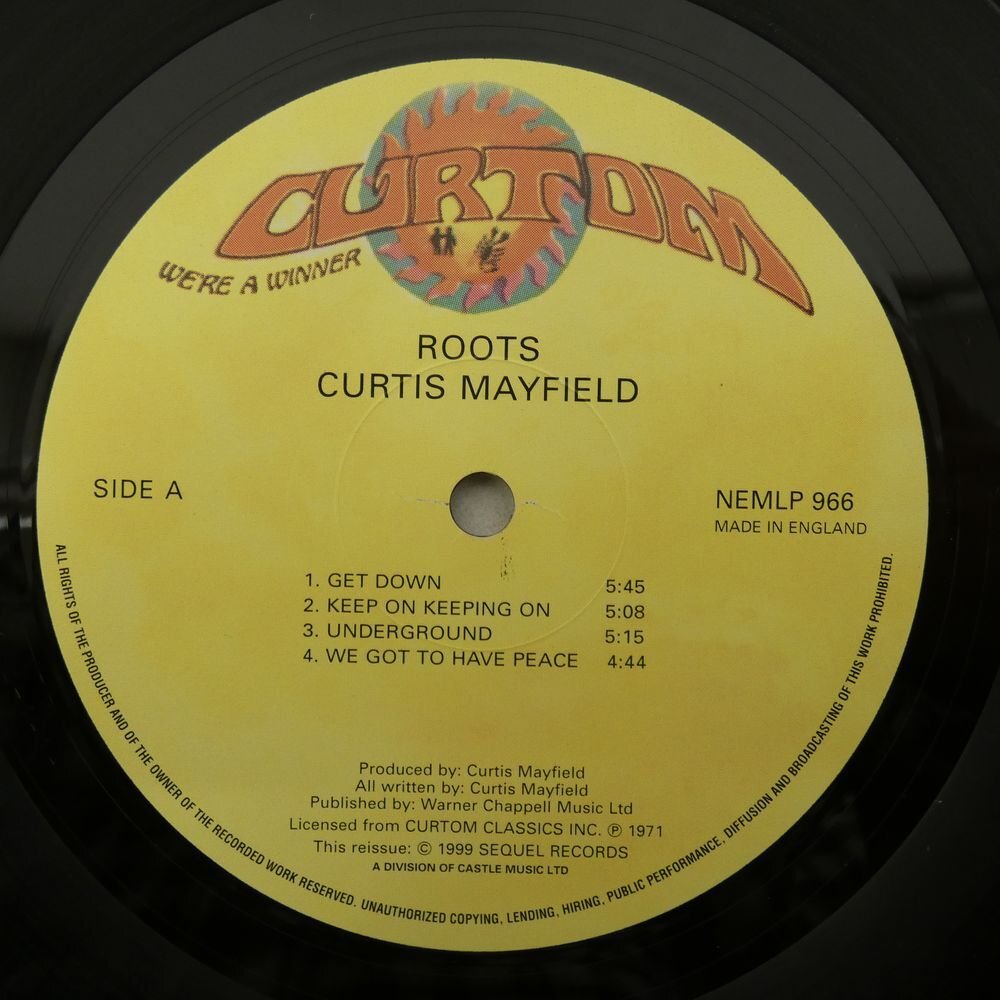 CURTOM
WE'RE A WINNER
ROOTS
CURTIS MAYFIELD
SIDE A
NEMLP 966
MADE IN ENGLAND
1. GET DOWN 5:45
2. KEEP ON KEEPING ON 5:08
3. UNDERGROUND 5:15
4. WE GOT TO HAVE PEACE 4:44
Produced by: Curtis Mayfield
All written by: Curtis Mayfield
Published by: Warner Chappell Music Ltd
Licensed from CURTOM CLASSICS INC. ℗ 1971
This reissue: © 1999 SEQUEL RECORDS
A DIVISION OF CASTLE MUSIC LTD
ALL RIGHTS OF THE PRODUCER AND OF THE OWNER OF THE RECORDED WORK RESERVED. UNAUTHORIZED COPYING, LENDING, HIRING, PUBLIC PERFORMANCE, DIFFUSION AND BROADCASTING OF THIS WORK PROHIBITED.